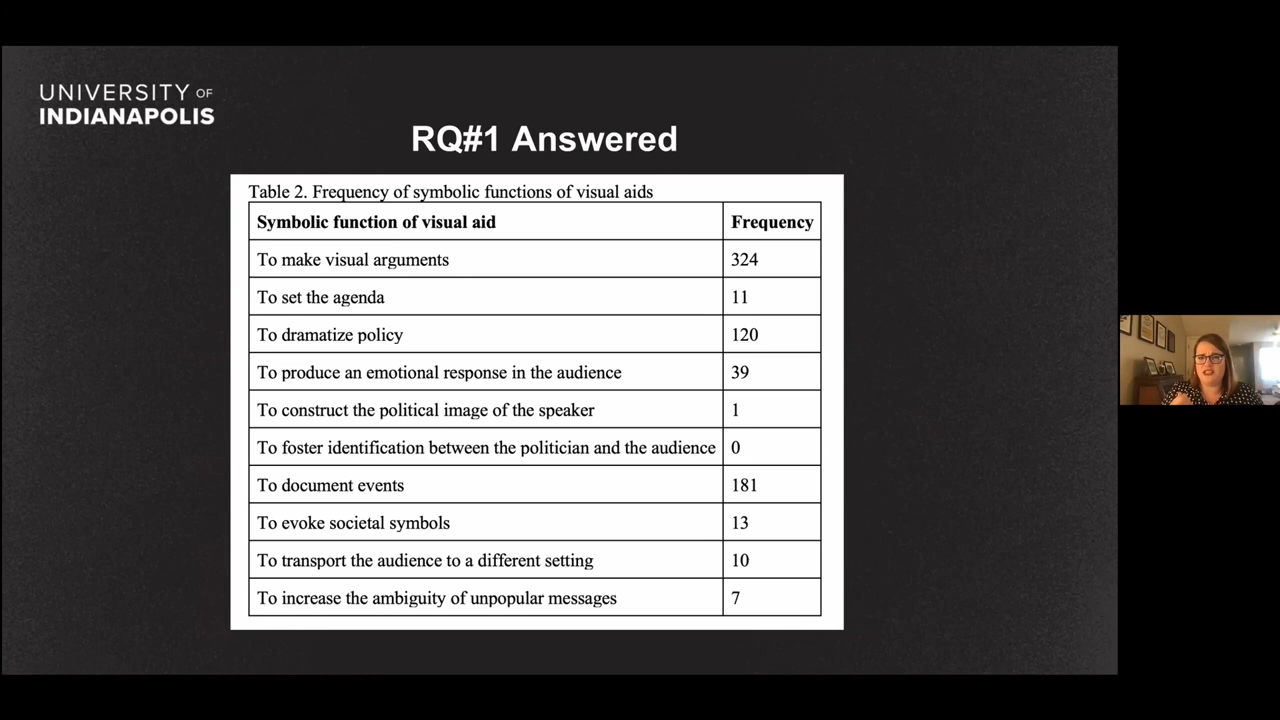 UNIVERSITY OF
INDIANAPOLIS
RQ#1 Answered
Table 2. Frequency of symbolic functions of visual aids
Symbolic function of visual aid Frequency
To make visual arguments 324
To set the agenda 11
To dramatize policy 120
To produce an emotional response in the audience 39
To construct the political image of the speaker 1
To foster identification between the politician and the audience 0
To document events 181
To evoke societal symbols 13
To transport the audience to a different setting 10
To increase the ambiguity of unpopular messages 7